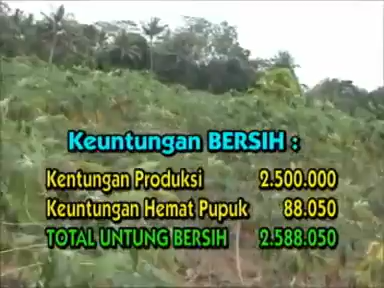 Keuntungan BERSIH :
Kentungan Produksi 2.500.000
Keuntungan Hemat Pupuk 88.050
TOTAL UNTUNG BERSIH 2.588.050